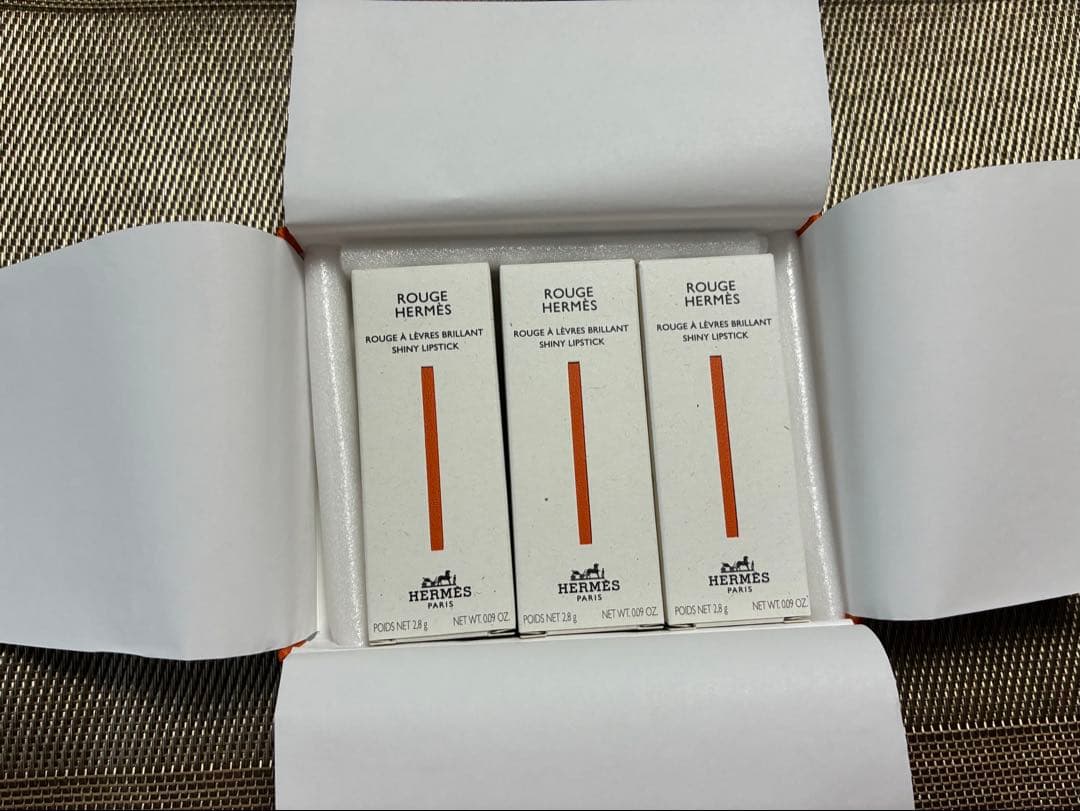 ROUGE
HERMÈS
ROUGE À LÈVRES BRILLANT
SHINY LIPSTICK
HERMÈS
PARIS
POIDS NET 2,8 g NET WT. 0.09 OZ.
ROUGE
HERMÈS
ROUGE À LÈVRES BRILLANT
SHINY LIPSTICK
HERMÈS
PARIS
POIDS NET 2,8 g NET WT. 0.09 OZ.
ROUGE
HERMÈS
ROUGE À LÈVRES BRILLANT
SHINY LIPSTICK
HERMÈS
PARIS
POIDS NET 2,8 g NET WT. 0.09 OZ.